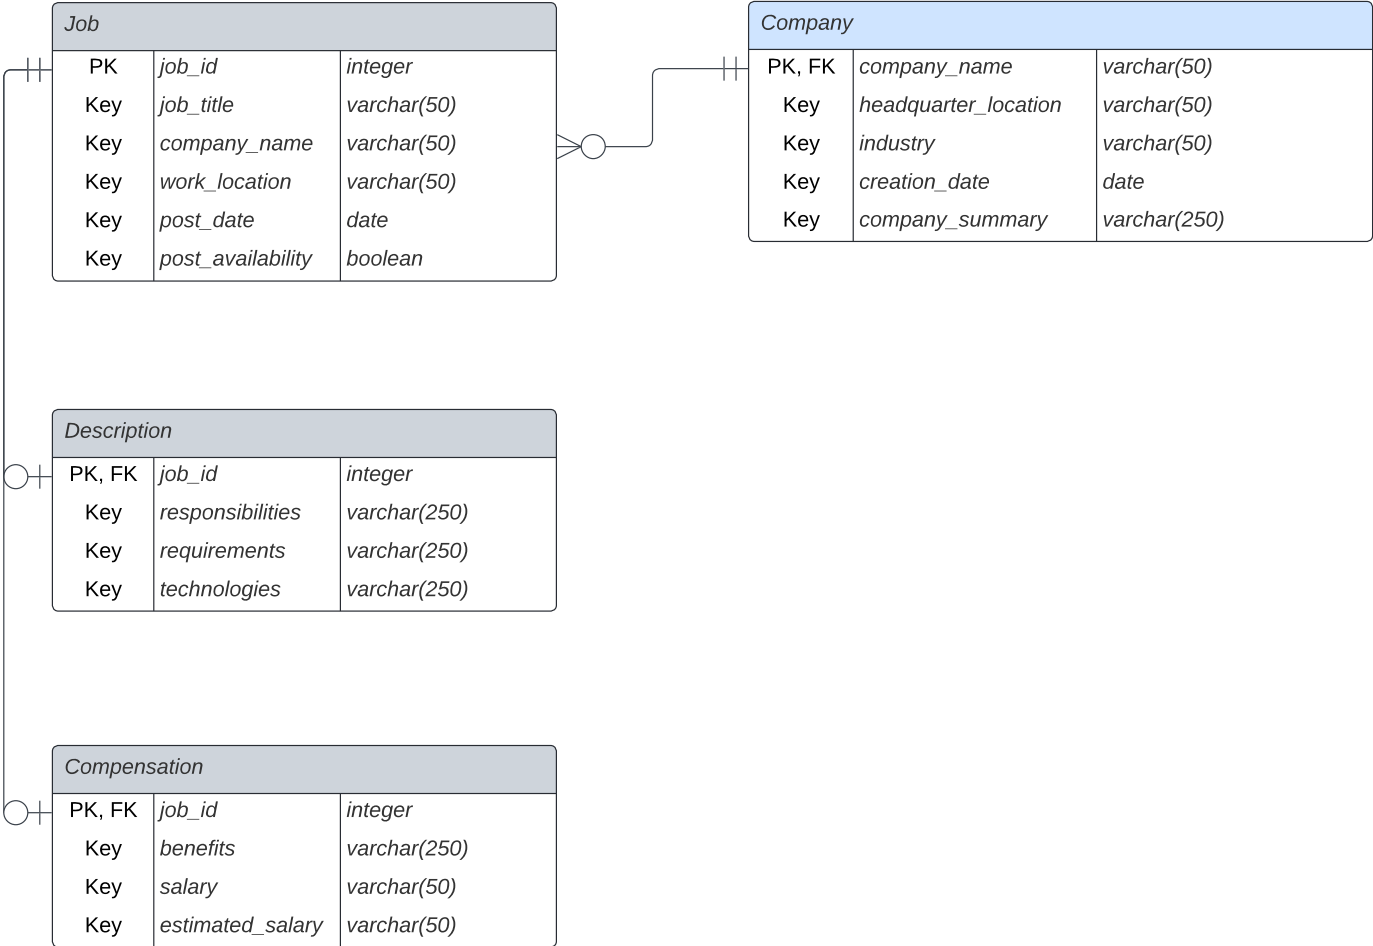 Job
PK job_id integer
Key job_title varchar(50)
Key company_name varchar(50)
Key work_location varchar(50)
Key post_date date
Key post_availability boolean
Company
PK, FK company_name varchar(50)
Key headquarter_location varchar(50)
Key industry varchar(50)
Key creation_date date
Key company_summary varchar(250)
Description
PK, FK job_id integer
Key responsibilities varchar(250)
Key requirements varchar(250)
Key technologies varchar(250)
Compensation
PK, FK job_id integer
Key benefits varchar(250)
Key salary varchar(50)
Key estimated_salary varchar(50)